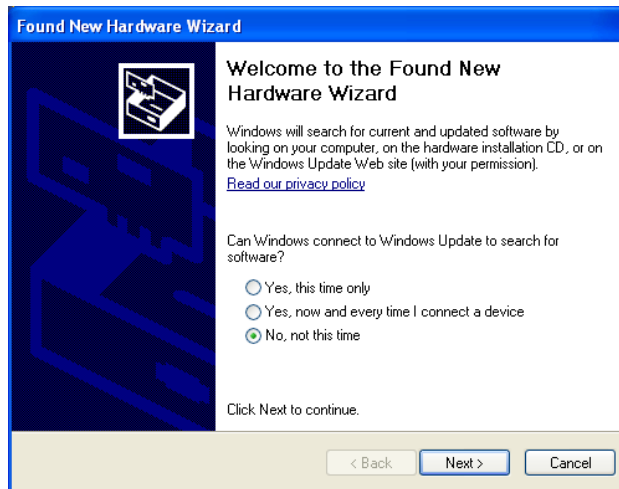 Found New Hardware Wizard
Welcome to the Found New
Hardware Wizard
Windows will search for current and updated software by
looking on your computer, on the hardware installation CD, or on
the Windows Update Web site (with your permission).
Read our privacy policy
Can Windows connect to Windows Update to search for
software?
Yes, this time only
Yes, now and every time I connect a device
No, not this time
Click Next to continue.
< Back
Next >
Cancel